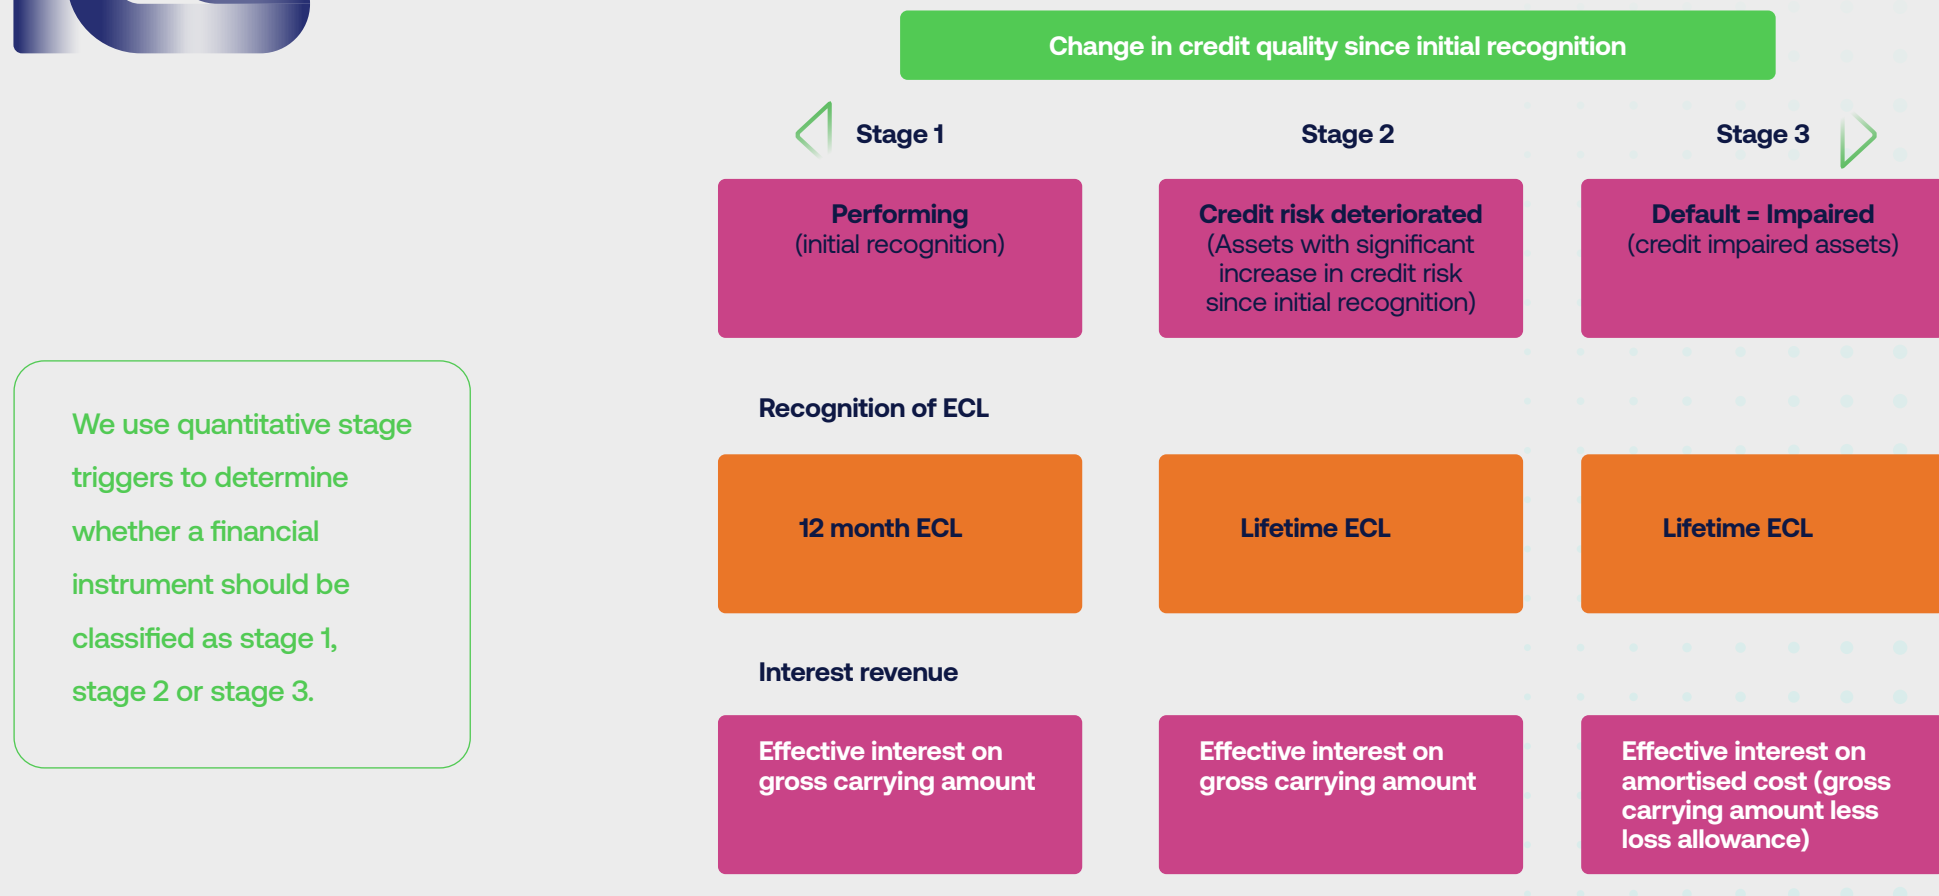 Change in credit quality since initial recognition
Stage 1
Stage 2
Stage 3
Performing
(initial recognition)
Credit risk deteriorated
(Assets with significant
increase in credit risk
since initial recognition)
Default = Impaired
(credit impaired assets)
Recognition of ECL
12 month ECL
Lifetime ECL
Lifetime ECL
Interest revenue
Effective interest on
gross carrying amount
Effective interest on
gross carrying amount
Effective interest on
amortised cost (gross
carrying amount less
loss allowance)
We use quantitative stage
triggers to determine
whether a financial
instrument should be
classified as stage 1,
stage 2 or stage 3.